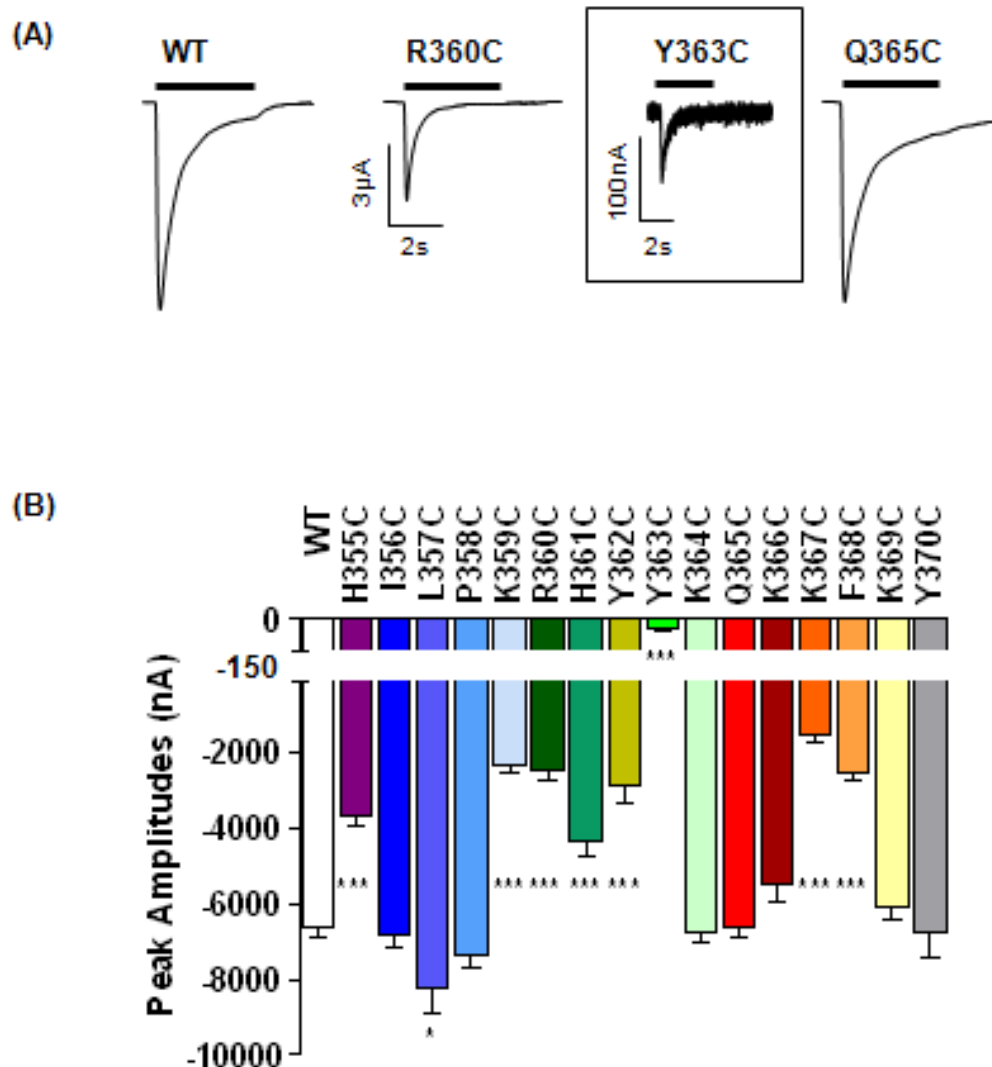 (A)
WT
R360C
Y363C
Q365C
3µA
2s
100nA
2s
(B)
WT
H355C
I356C
L357C
P358C
K359C
R360C
H361C
Y362C
Y363C
K364C
Q365C
K366C
K367C
F368C
K369C
Y370C
Peak Amplitudes (nA)
0
-150
-2000
-4000
-6000
-8000
-10000
***
***
***
***
***
***
***
***
*